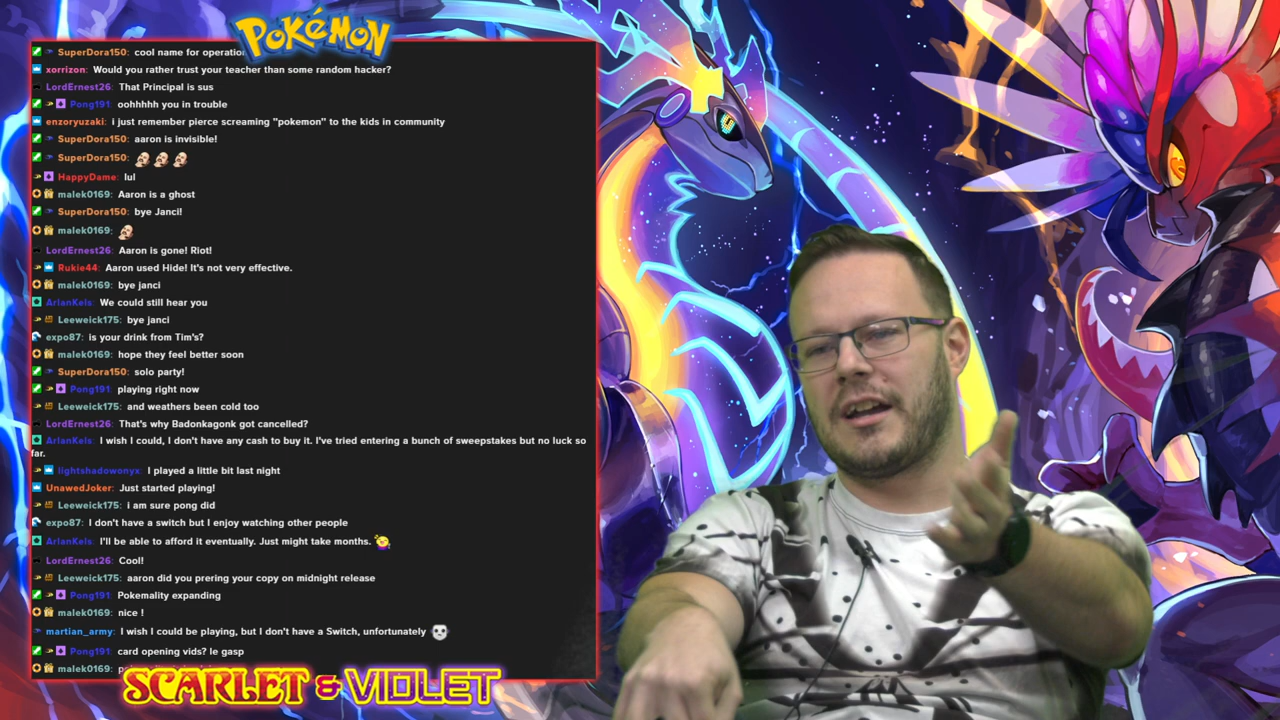 POKÉMON
SuperDora150: cool name for operatio
xorrizon: Would you rather trust your teacher than some random hacker?
LordErnest26: That Principal is sus
Pong191: oohhhhh you in trouble
enzoryuzaki: i just remember pierce screaming "pokemon" to the kids in community
SuperDora150: aaron is invisible!
SuperDora150:
HappyDame: lul
malek0169: Aaron is a ghost
SuperDora150: bye Janci!
malek0169:
LordErnest26: Aaron is gone! Riot!
Rukie44: Aaron used Hide! It's not very effective.
malek0169: bye janci
ArlanKels: We could still hear you
Leeweick175: bye janci
expo87: is your drink from Tim's?
malek0169: hope they feel better soon
SuperDora150: solo party!
Pong191: playing right now
Leeweick175: and weathers been cold too
LordErnest26: That's why Badonkagonk got cancelled?
ArlanKels: I wish I could, I don't have any cash to buy it. I've tried entering a bunch of sweepstakes but no luck so
far.
lightshadowonyx: I played a little bit last night
UnawedJoker: Just started playing!
Leeweick175: I am sure pong did
expo87: I don't have a switch but I enjoy watching other people
ArlanKels: I'll be able to afford it eventually. Just might take months.
LordErnest26: Cool!
Leeweick175: aaron did you prering your copy on midnight release
Pong191: Pokemality expanding
malek0169: nice !
martian_army: I wish I could be playing, but I don't have a Switch, unfortunately
Pong191: card opening vids? le gasp
malek0169:
SCARLET & VIOLET